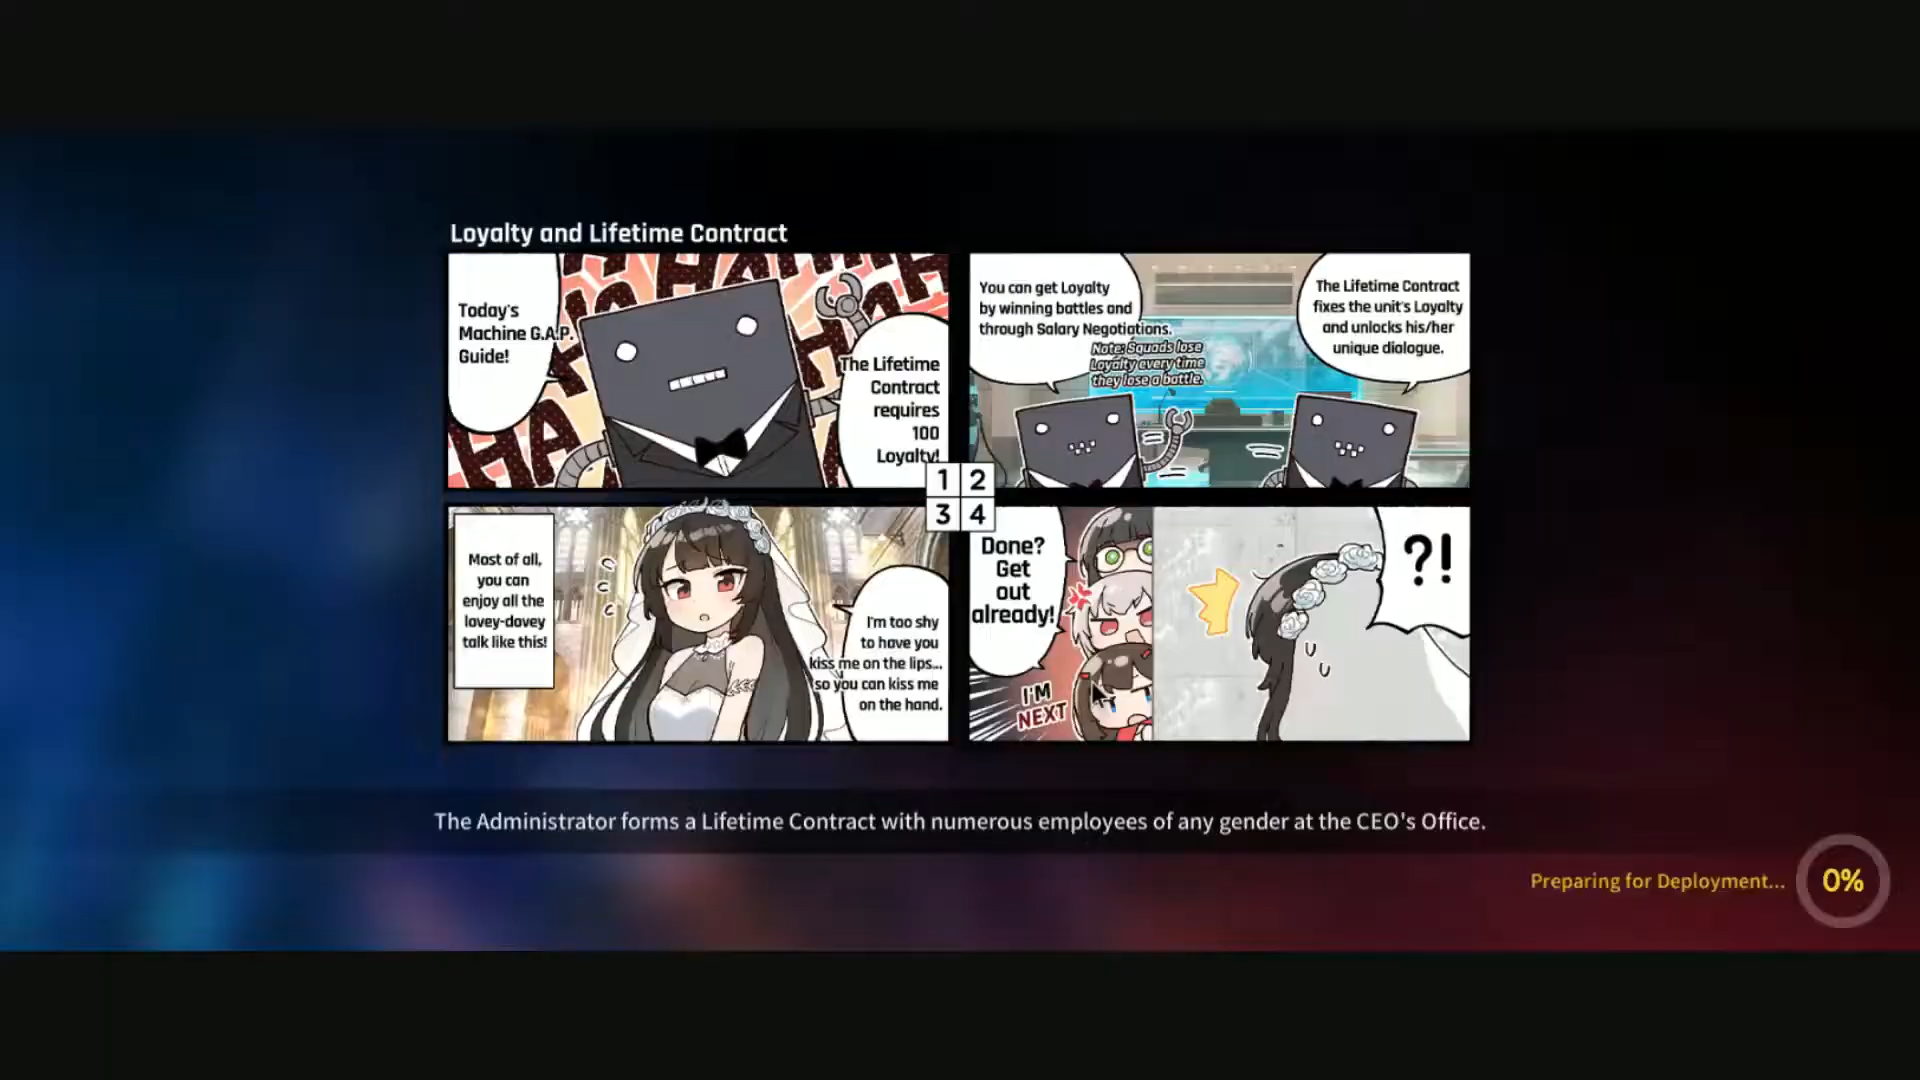 Loyalty and Lifetime Contract
Today's
Machine G.A.P.
Guide!
The Lifetime
Contract
requires
100
Loyalty!
You can get Loyalty
by winning battles and
through Salary Negotiations.
Note: Squads lose
Loyalty every time
they lose a battle.
The Lifetime Contract
fixes the unit's Loyalty
and unlocks his/her
unique dialogue.
1 2
3 4
Most of all,
you can
enjoy all the
lovey-dovey
talk like this!
I'm too shy
to have you
kiss me on the lips...
so you can kiss me
on the hand.
Done?
Get
out
already!
I'M
NEXT
?!
The Administrator forms a Lifetime Contract with numerous employees of any gender at the CEO's Office.
Preparing for Deployment...
0%